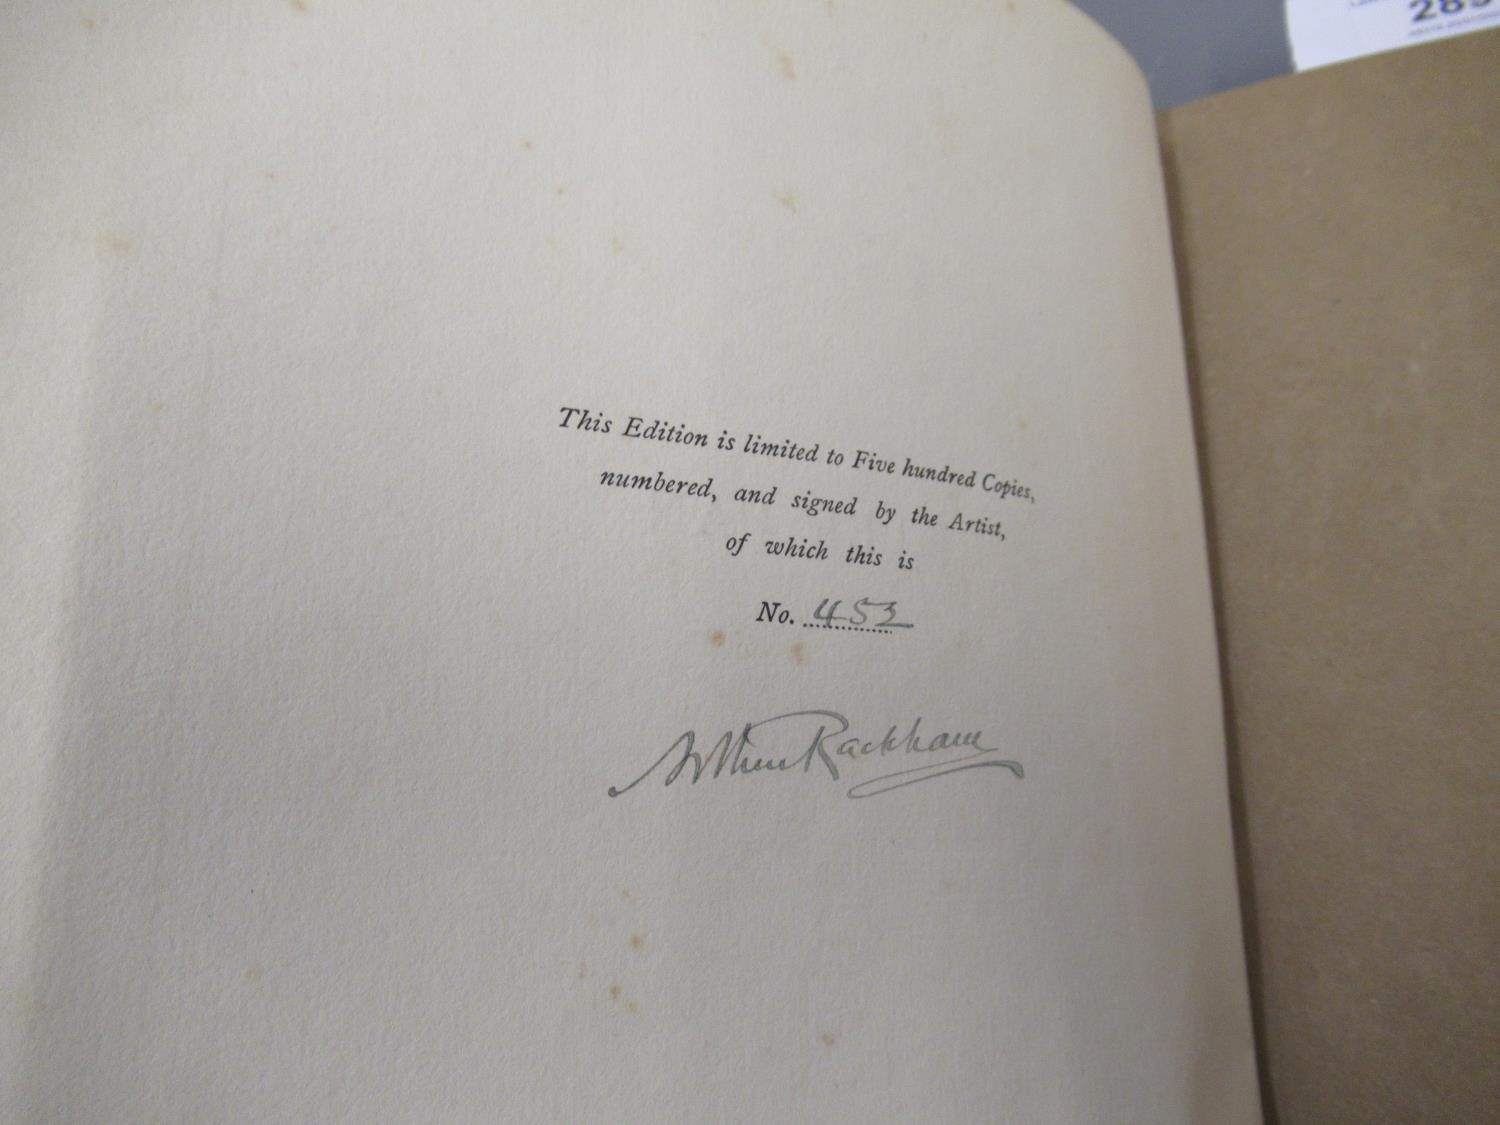 This Edition is limited to Five hundred Copies,
numbered, and signed by the Artist,
of which this is
No. 453
Arthur Rackham